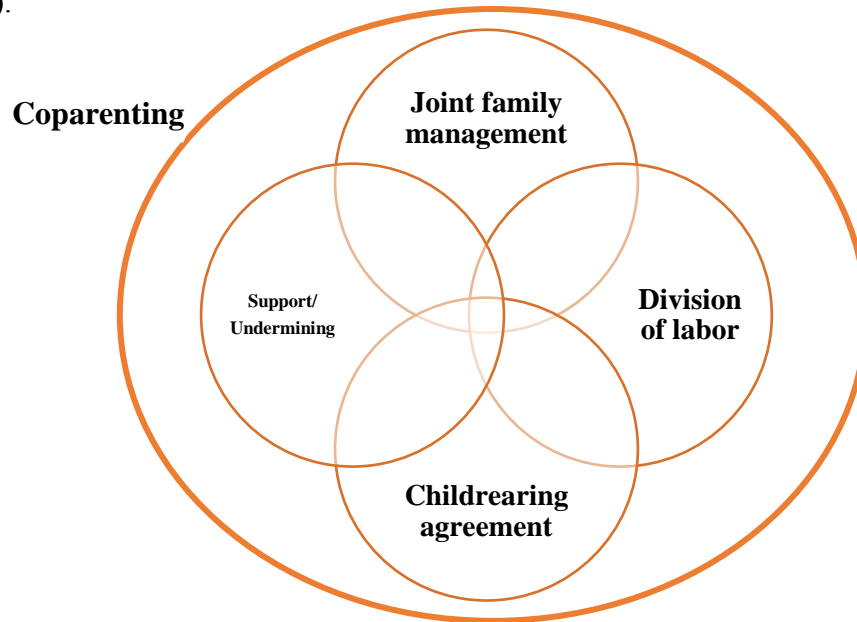 ).
Coparenting
Joint family
management
Support/
Undermining
Division
of labor
Childrearing
agreement